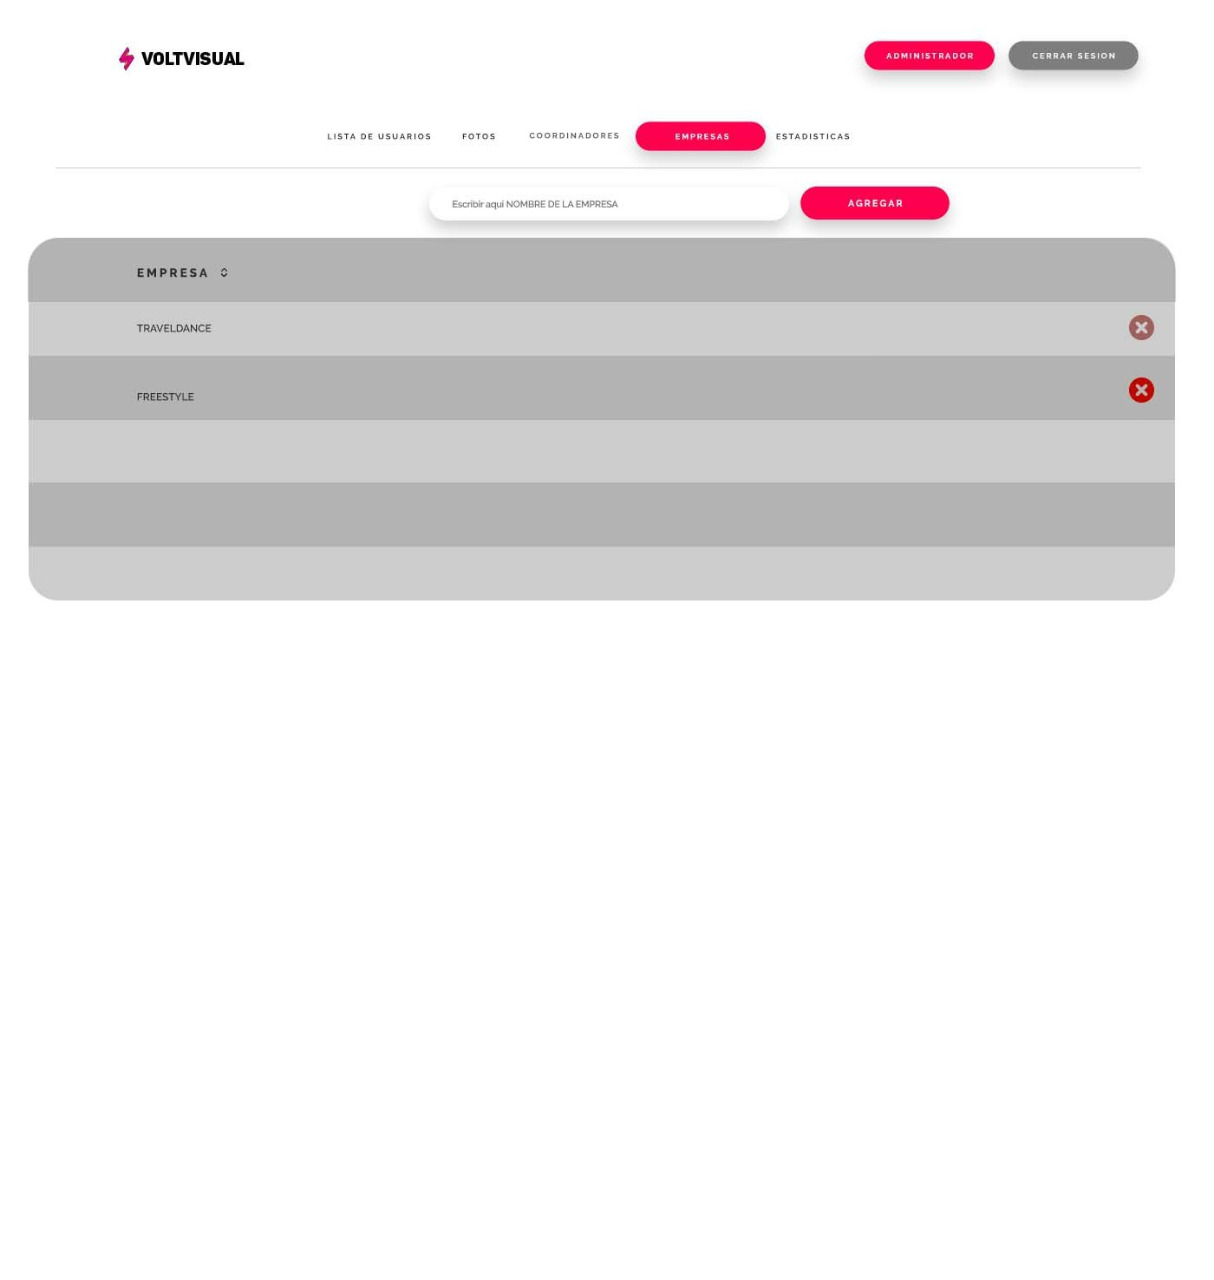 VOLTVISUAL
ADMINISTRADOR
CERRAR SESION
LISTA DE USUARIOS
FOTOS
COORDINADORES
EMPRESAS
ESTADISTICAS
Escribir aqui NOMBRE DE LA EMPRESA
AGREGAR
EMPRESA
TRAVELDANCE
FREESTYLE